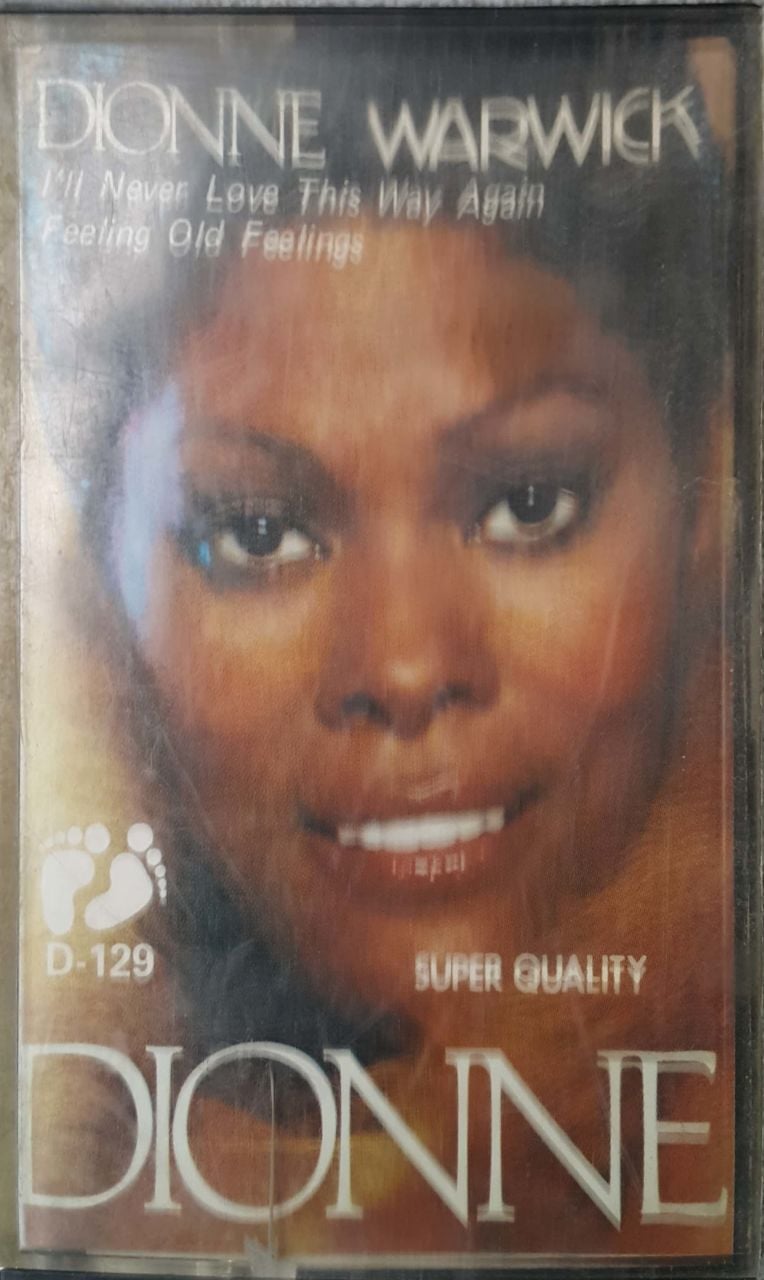 DIONNE WARWICK
I'll Never Love This Way Again
Feeling Old Feelings
D-129
SUPER QUALITY
DIONNE